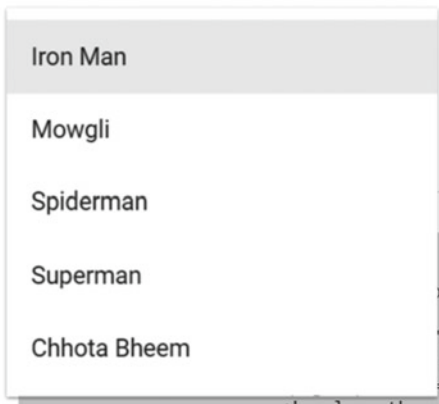 Iron Man
Mowgli
Spiderman
Superman
Chhota Bheem